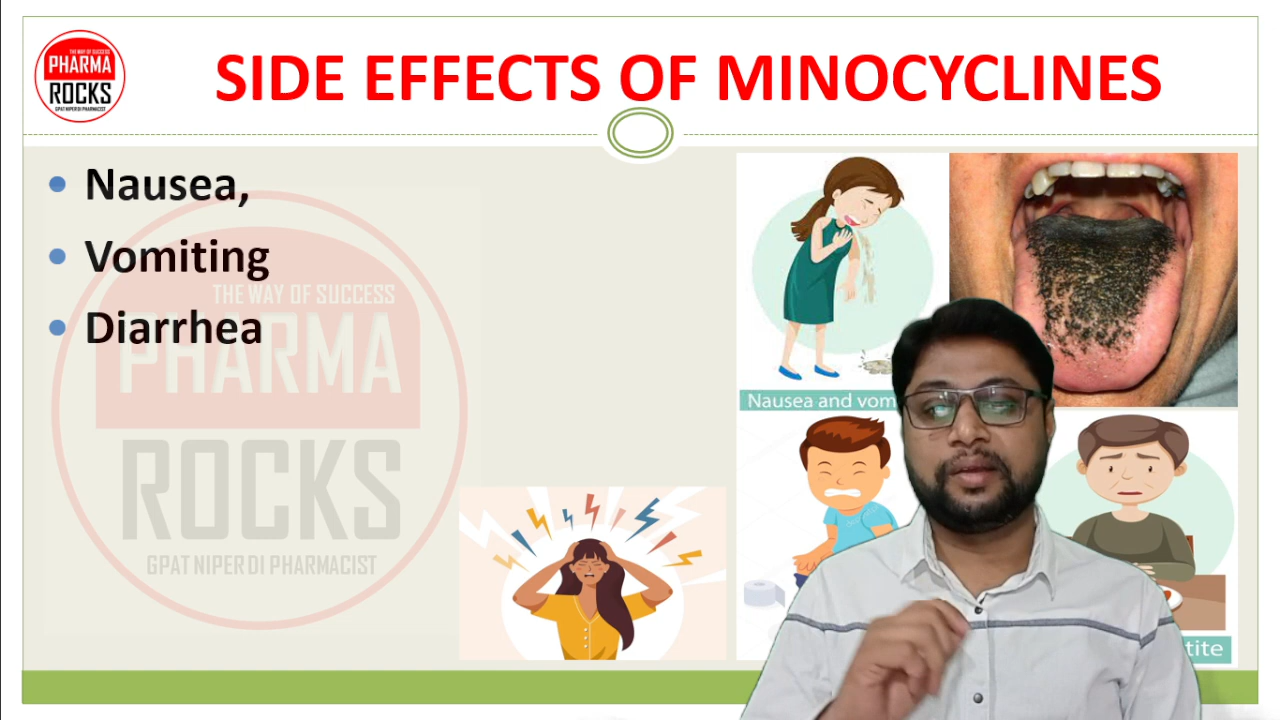 THE WAY OF SUCCESS
PHARMA
ROCKS
GPAT NIPER DI PHARMACIST
SIDE EFFECTS OF MINOCYCLINES
• Nausea,
• Vomiting
• Diarrhea
THE WAY OF SUCCESS
PHARMA
ROCKS
GPAT NIPER DI PHARMACIST
Nausea and vom
tite